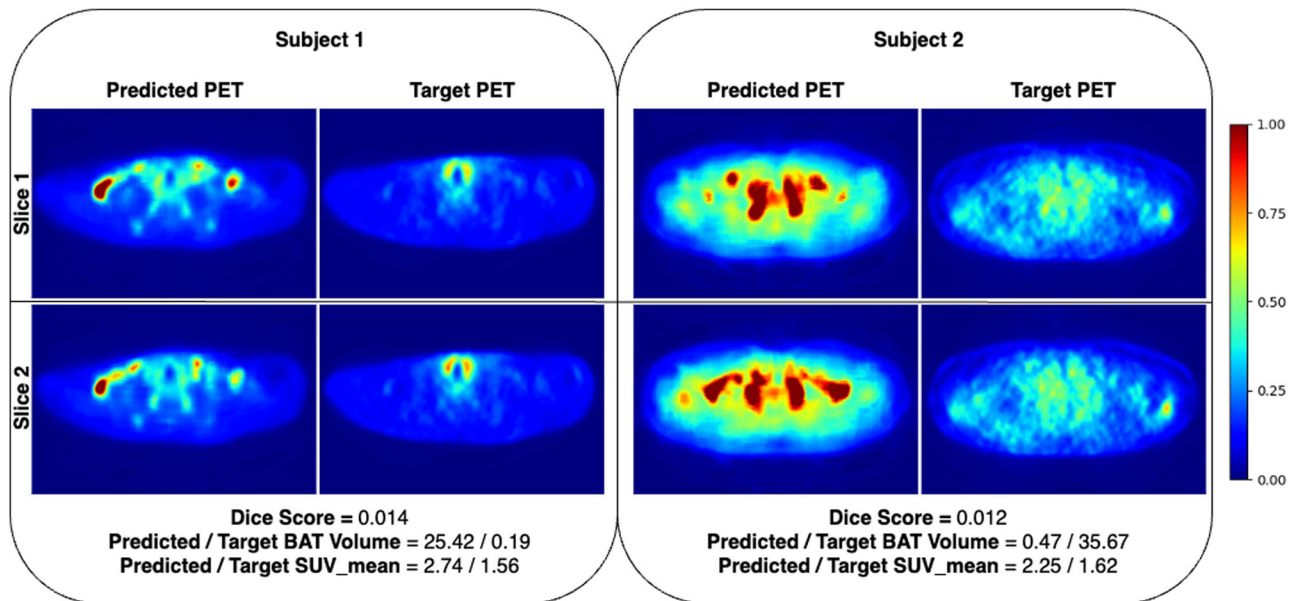 Subject 1
Subject 2
Predicted PET
Target PET
Predicted PET
Target PET
Slice 1
Slice 2
1.00
0.75
0.50
0.25
0.00
Dice Score = 0.014
Predicted / Target BAT Volume = 25.42 / 0.19
Predicted / Target SUV_mean = 2.74 / 1.56
Dice Score = 0.012
Predicted / Target BAT Volume = 0.47 / 35.67
Predicted / Target SUV_mean = 2.25 / 1.62